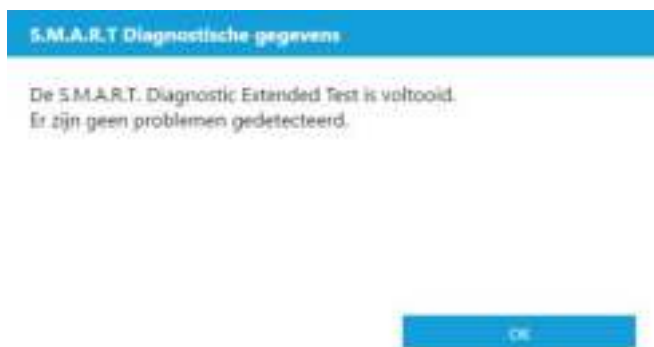 S.M.A.R.T Diagnostische gegevens
De S.M.A.R.T. Diagnostic Extended Test is voltooid.
Er zijn geen problemen gedetecteerd.
OK